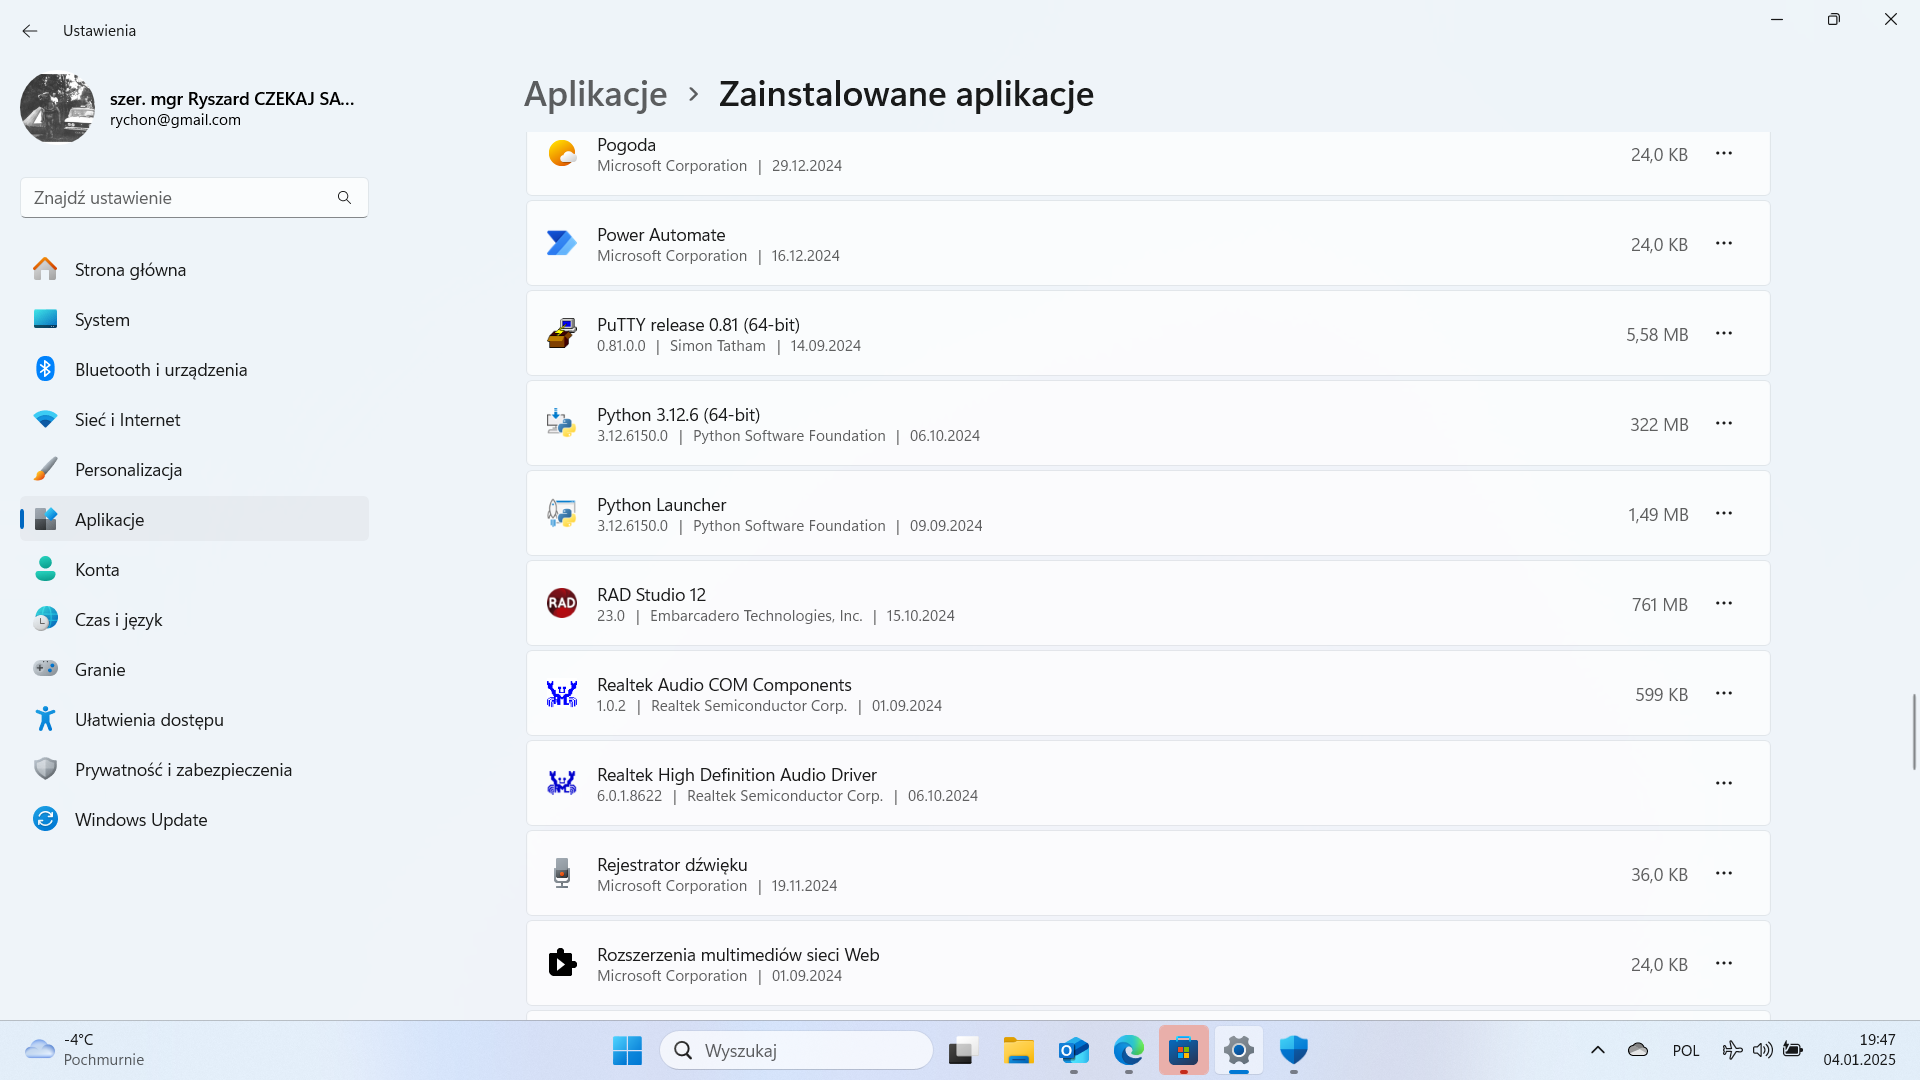 Ustawienia
szer. mgr Ryszard CZEKAJ SA...
rychon@gmail.com
Znajdź ustawienie
Strona główna
System
Bluetooth i urządzenia
Sieć i Internet
Personalizacja
Aplikacje
Konta
Czas i język
Granie
Ułatwienia dostępu
Prywatność i zabezpieczenia
Windows Update
Aplikacje > Zainstalowane aplikacje
Pogoda
Microsoft Corporation | 29.12.2024
24,0 KB
Power Automate
Microsoft Corporation | 16.12.2024
24,0 KB
PuTTY release 0.81 (64-bit)
0.81.0.0 | Simon Tatham | 14.09.2024
5,58 MB
Python 3.12.6 (64-bit)
3.12.6150.0 | Python Software Foundation | 06.10.2024
322 MB
Python Launcher
3.12.6150.0 | Python Software Foundation | 09.09.2024
1,49 MB
RAD
RAD Studio 12
23.0 | Embarcadero Technologies, Inc. | 15.10.2024
761 MB
Realtek Audio COM Components
1.0.2 | Realtek Semiconductor Corp. | 01.09.2024
599 KB
Realtek High Definition Audio Driver
6.0.1.8622 | Realtek Semiconductor Corp. | 06.10.2024
Rejestrator dźwięku
Microsoft Corporation | 19.11.2024
36,0 KB
Rozszerzenia multimediów sieci Web
Microsoft Corporation | 01.09.2024
24,0 KB
-4°C
Pochmurnie
Wyszukaj
POL
19:47
04.01.2025